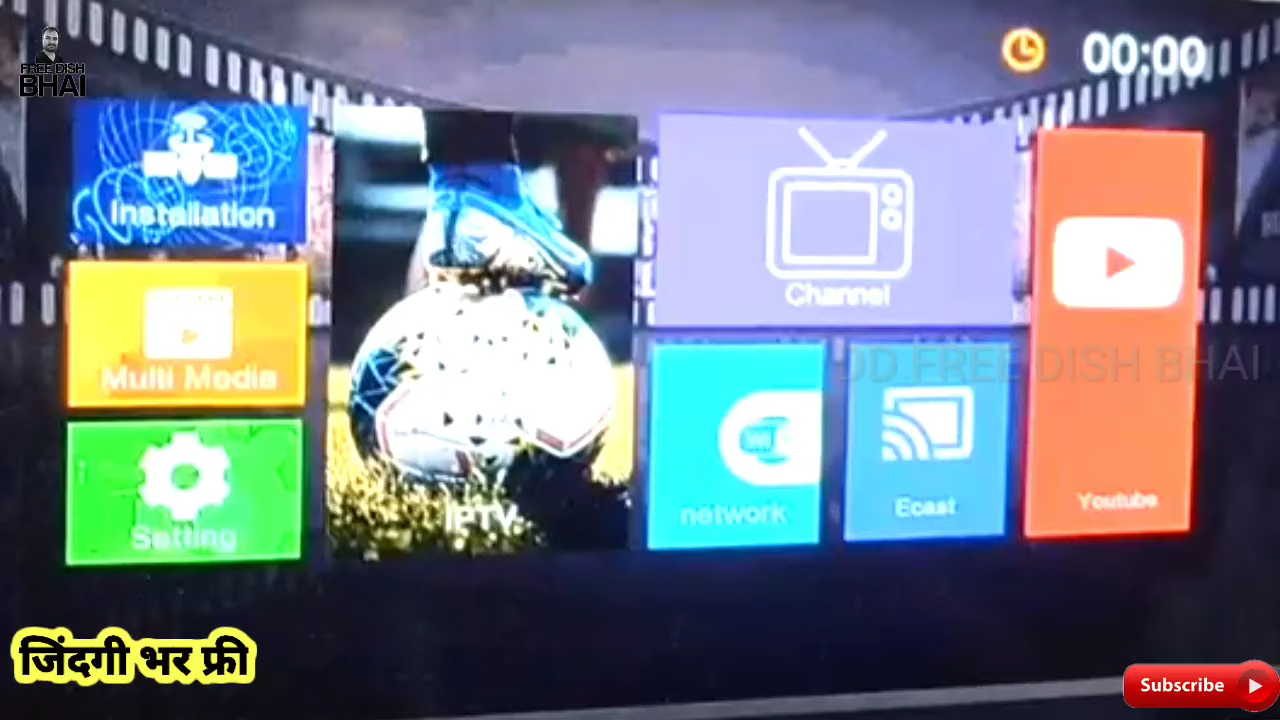 FREE DISH
BHAI
00:00
Installation
Multi Media
Setting
IPTV
Channel
Wi
network
Ecast
Youtube
DD FREE DISH BHAI
जिंदगी भर फ्री
Subscribe